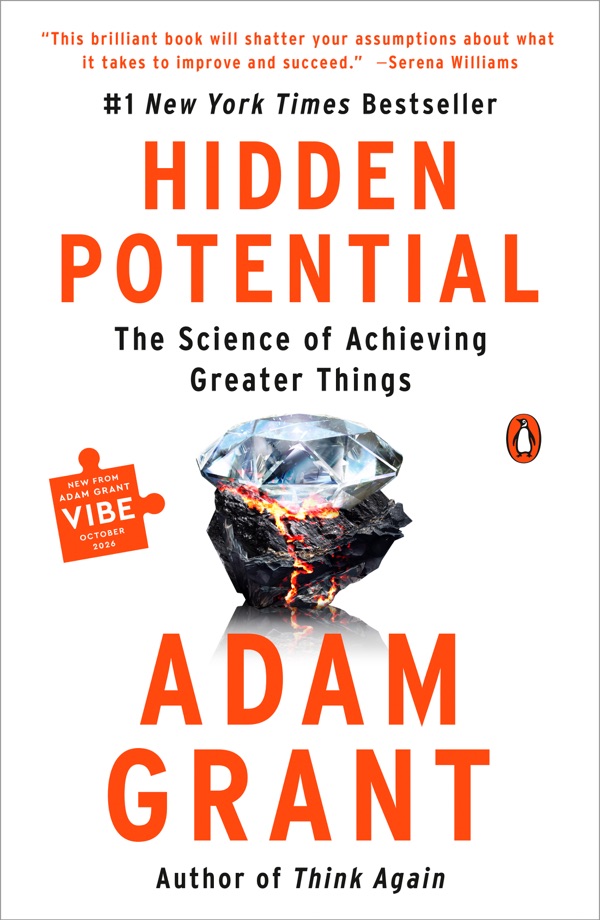 “This brilliant book will shatter your assumptions about what
it takes to improve and succeed.” —Serena Williams
#1 New York Times Bestseller
HIDDEN
POTENTIAL
The Science of Achieving
Greater Things
NEW FROM
ADAM GRANT
VIBE
OCTOBER
2026
ADAM
GRANT
Author of Think Again